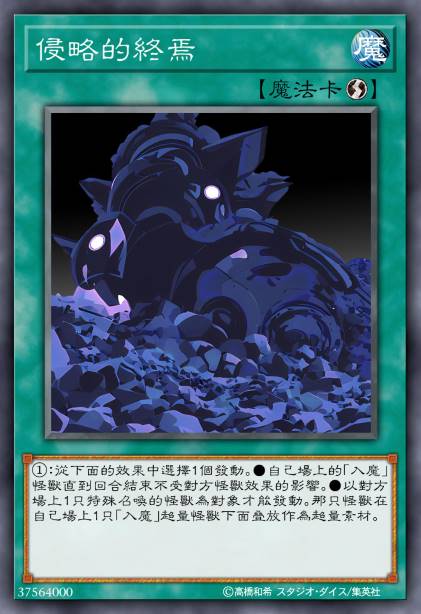 侵略的終焉
魔
【魔法卡】
①:從下面的效果中選擇1個發動。●自己場上的「入魔」
怪獸直到回合結束不受對方怪獸效果的影響。●以對方
場上1只特殊召喚的怪獸為對象才能發動。那只怪獸在
自己場上1只「入魔」超量怪獸下面疊放作為超量素材。
37564000
©高橋和希 スタジオ・ダイス/集英社